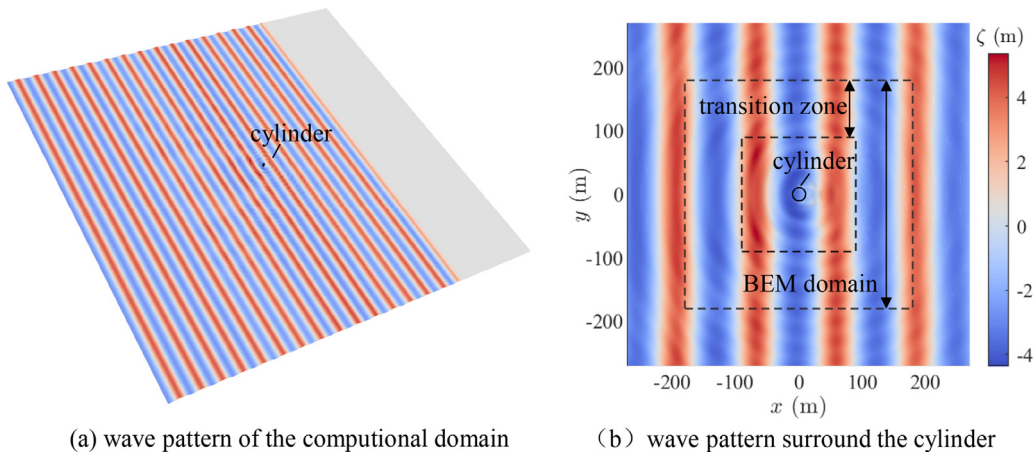 cylinder
(a) wave pattern of the computional domain
ζ (m)
200
100
0
-100
-200
y (m)
transition zone
cylinder
BEM domain
4
2
0
-2
-4
-200 -100 0 100 200
x (m)
（b）wave pattern surround the cylinder